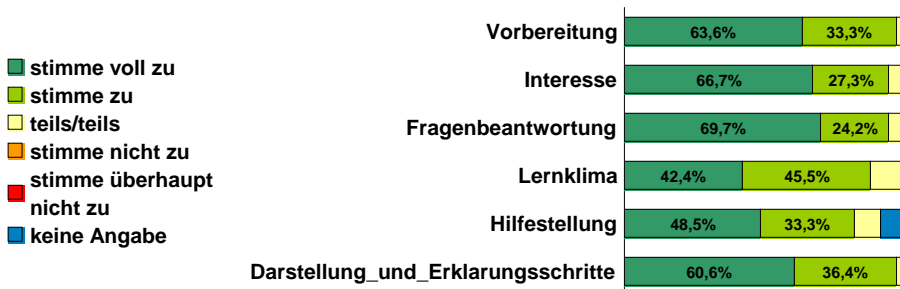 stimme voll zu
stimme zu
teils/teils
stimme nicht zu
stimme überhaupt
nicht zu
keine Angabe
Vorbereitung 63,6% 33,3%
Interesse 66,7% 27,3%
Fragenbeantwortung 69,7% 24,2%
Lernklima 42,4% 45,5%
Hilfestellung 48,5% 33,3%
Darstellung_und_Erklarungsschritte 60,6% 36,4%